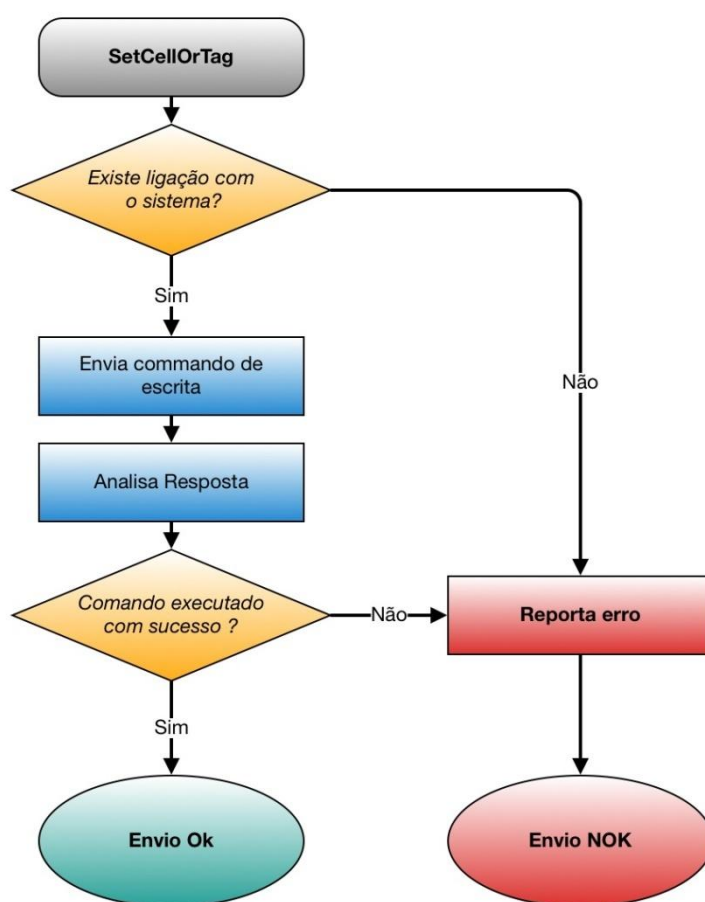 SetCellOrTag
Existe ligação com
o sistema?
Sim
Não
Envia commando de
escrita
Analisa Resposta
Comando executado
com sucesso ?
Não
Reporta erro
Sim
Envio Ok
Envio NOK